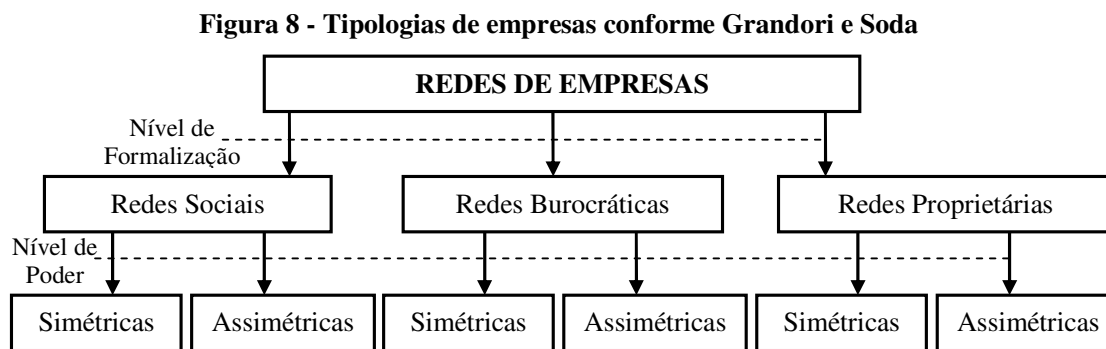 Figura 8 - Tipologias de empresas conforme Grandori e Soda
REDES DE EMPRESAS
Nível de
Formalização
Redes Sociais
Redes Burocráticas
Redes Proprietárias
Nível de
Poder
Simétricas
Assimétricas
Simétricas
Assimétricas
Simétricas
Assimétricas